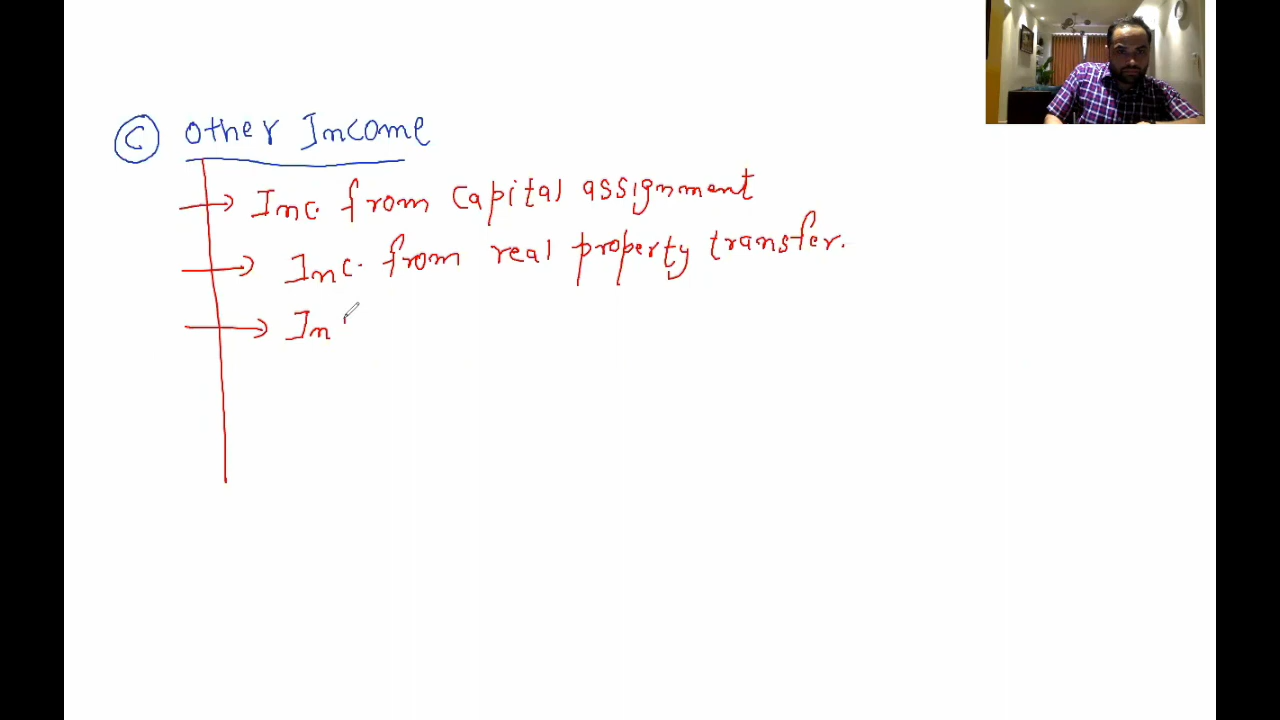 C Other Income
Inc. from capital assignment
Inc. from real property transfer.
In